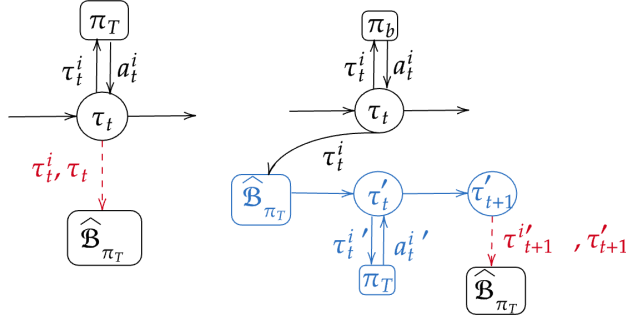 π_T
τ_t^i a_t^i
τ_t
τ_t^i, τ_t
𝔅̂_{π_T}
π_b
τ_t^i a_t^i
τ_t
τ_t^i
𝔅̂_{π_T} τ′_t τ′_{t+1}
τ_t^i′ a_t^i′
π_T
τ_{t+1}^i′ , τ′_{t+1}
𝔅̂_{π_T}